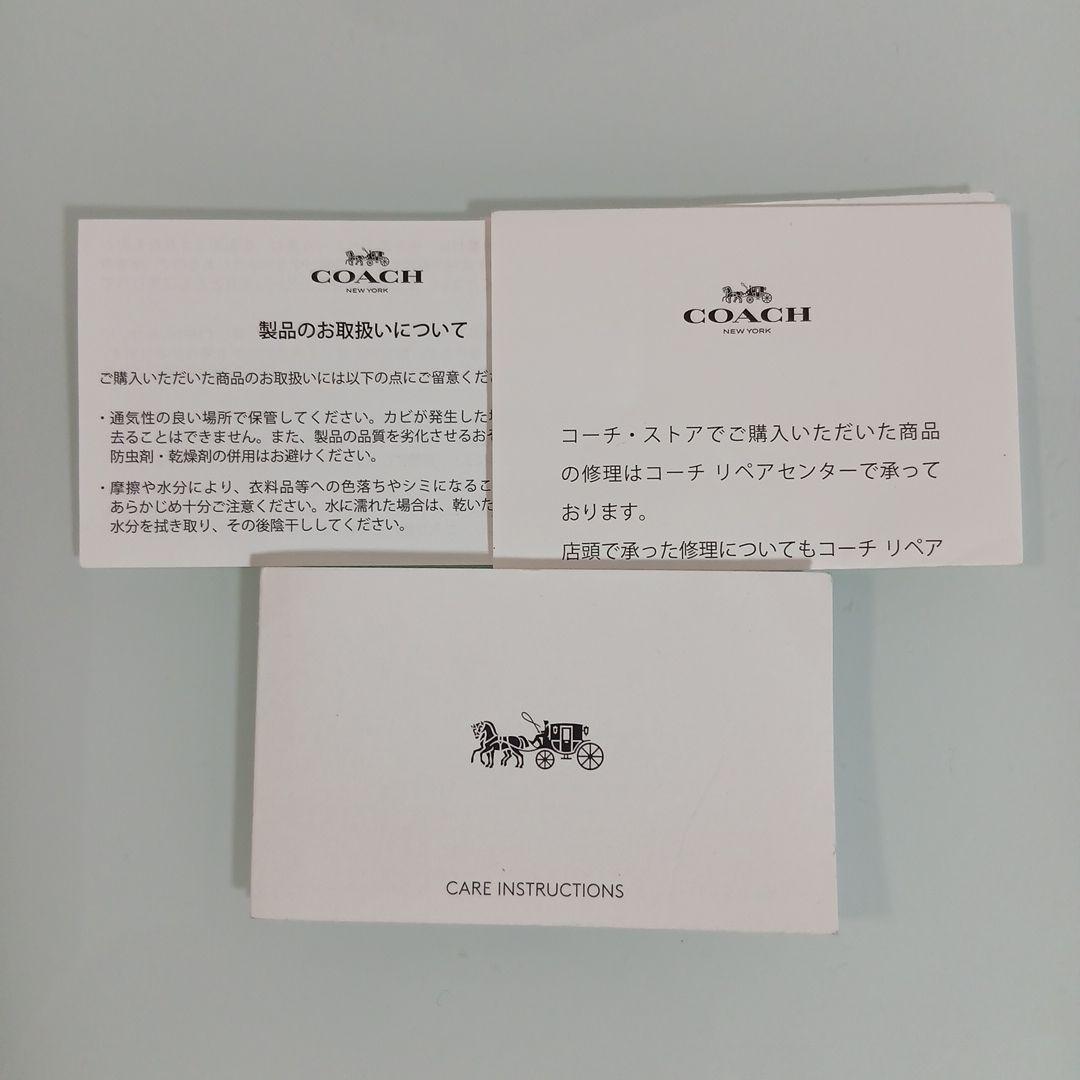 COACH
NEW YORK
製品のお取扱いについて
ご購入いただいた商品のお取扱いには以下の点にご留意くだ
・通気性の良い場所で保管してください。カビが発生した
去ることはできません。また、製品の品質を劣化させるおそ
防虫剤・乾燥剤の併用はお避けください。
・摩擦や水分により、衣料品等への色落ちやシミになるこ
あらかじめ十分ご注意ください。水に濡れた場合は、乾いた
水分を拭き取り、その後陰干ししてください。
COACH
NEW YORK
コーチ・ストアでご購入いただいた商品
の修理はコーチ リペアセンターで承って
おります。
店頭で承った修理についてもコーチ リペア
CARE INSTRUCTIONS